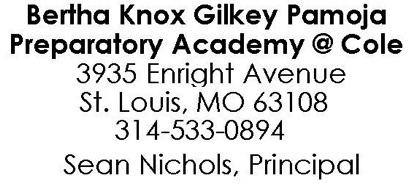 Bertha Knox Gilkey Pamoja
Preparatory Academy @ Cole
3935 Enright Avenue
St. Louis, MO 63108
314-533-0894
Sean Nichols, Principal